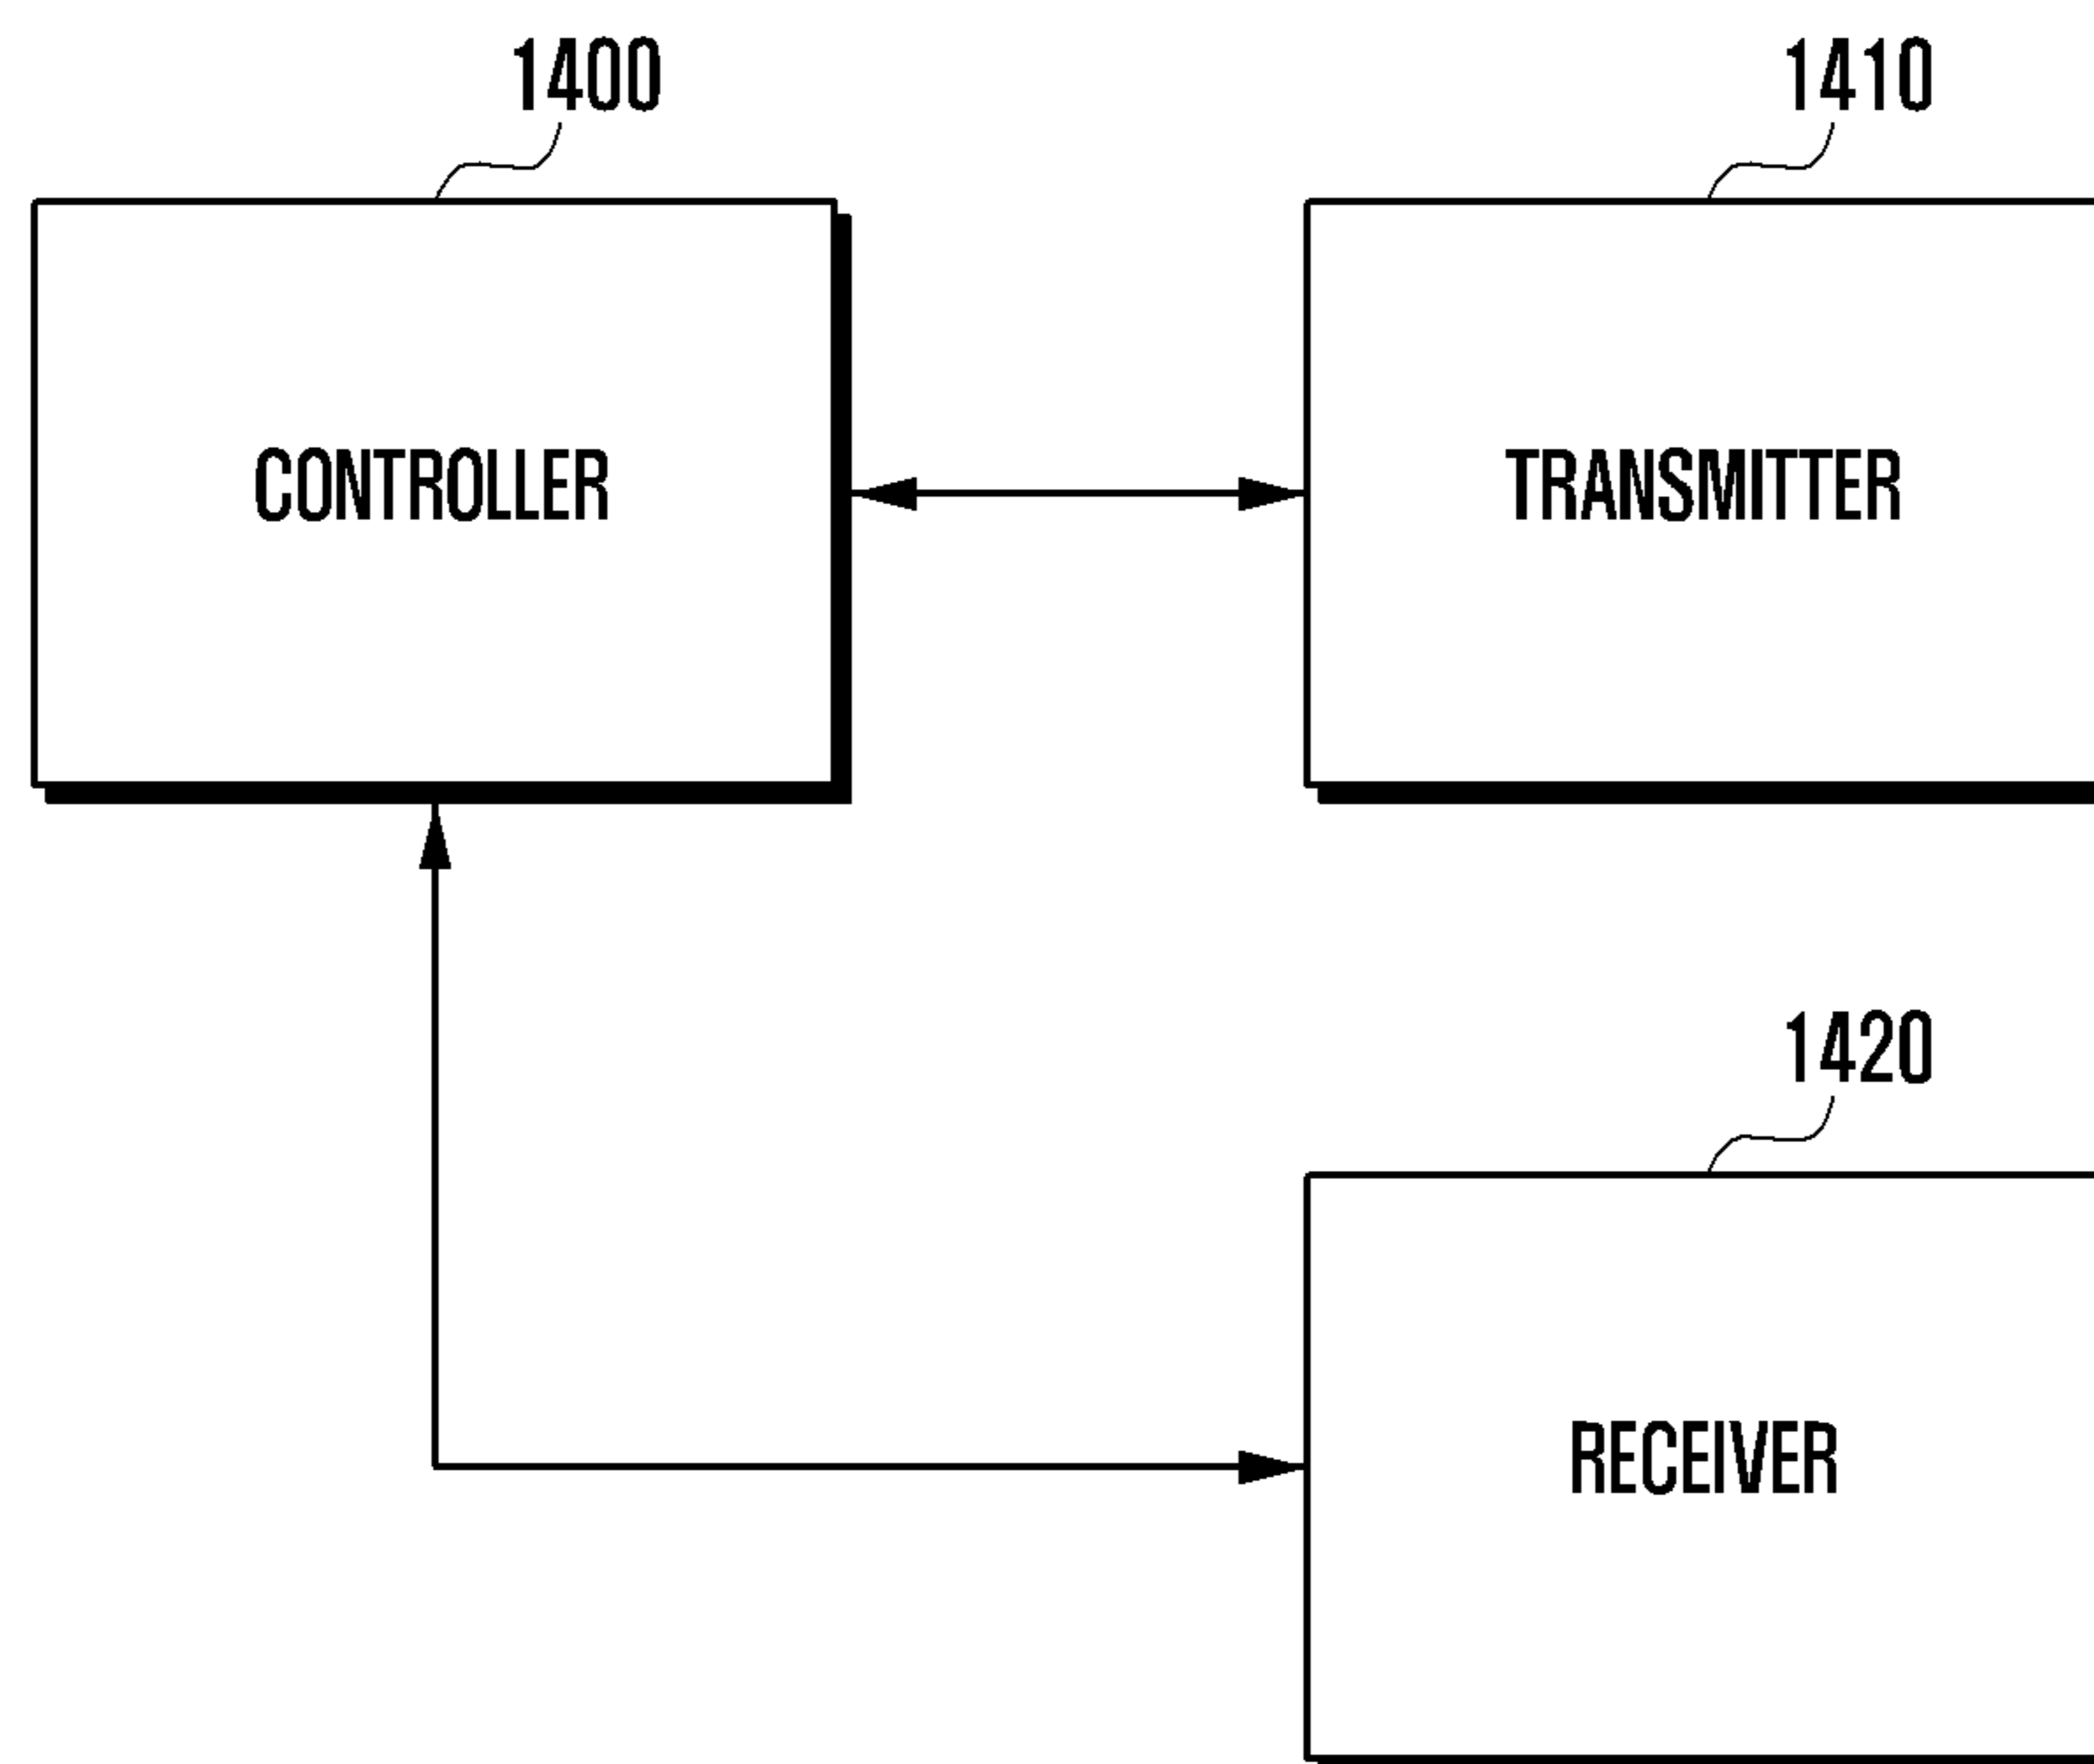 1400
1410
CONTROLLER
TRANSMITTER
1420
RECEIVER